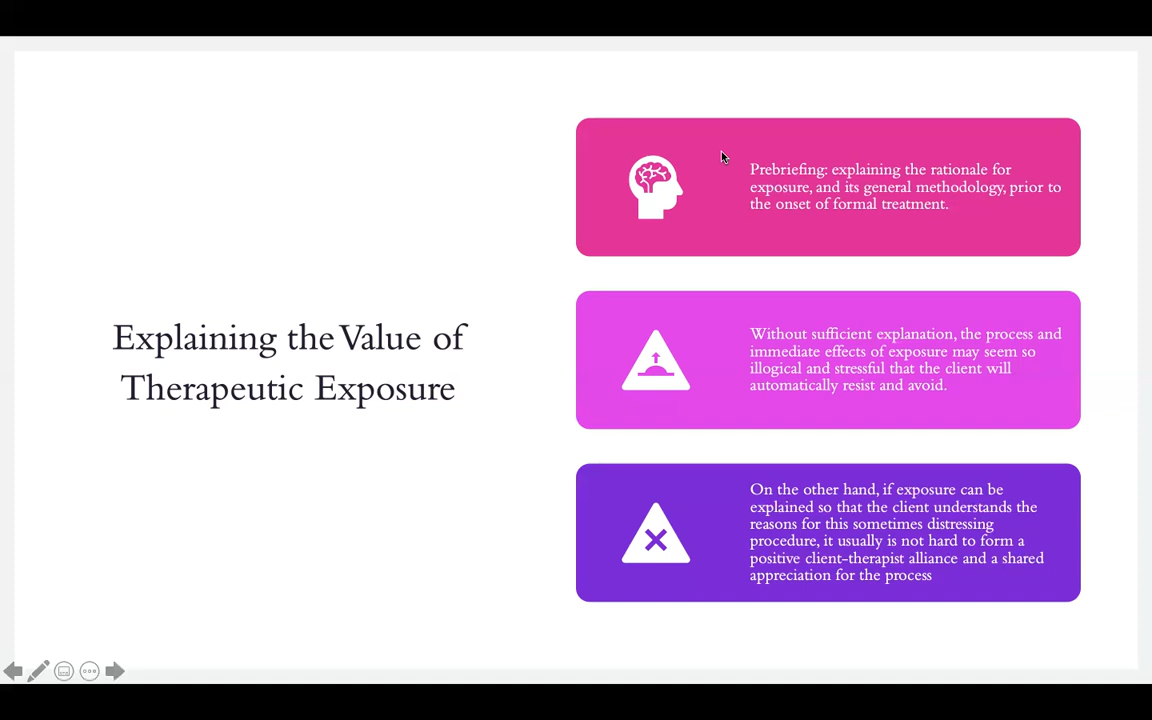 Explaining the Value of
Therapeutic Exposure
Prebriefing: explaining the rationale for
exposure, and its general methodology, prior to
the onset of formal treatment.
Without sufficient explanation, the process and
immediate effects of exposure may seem so
illogical and stressful that the client will
automatically resist and avoid.
On the other hand, if exposure can be
explained so that the client understands the
reasons for this sometimes distressing
procedure, it usually is not hard to form a
positive client-therapist alliance and a shared
appreciation for the process